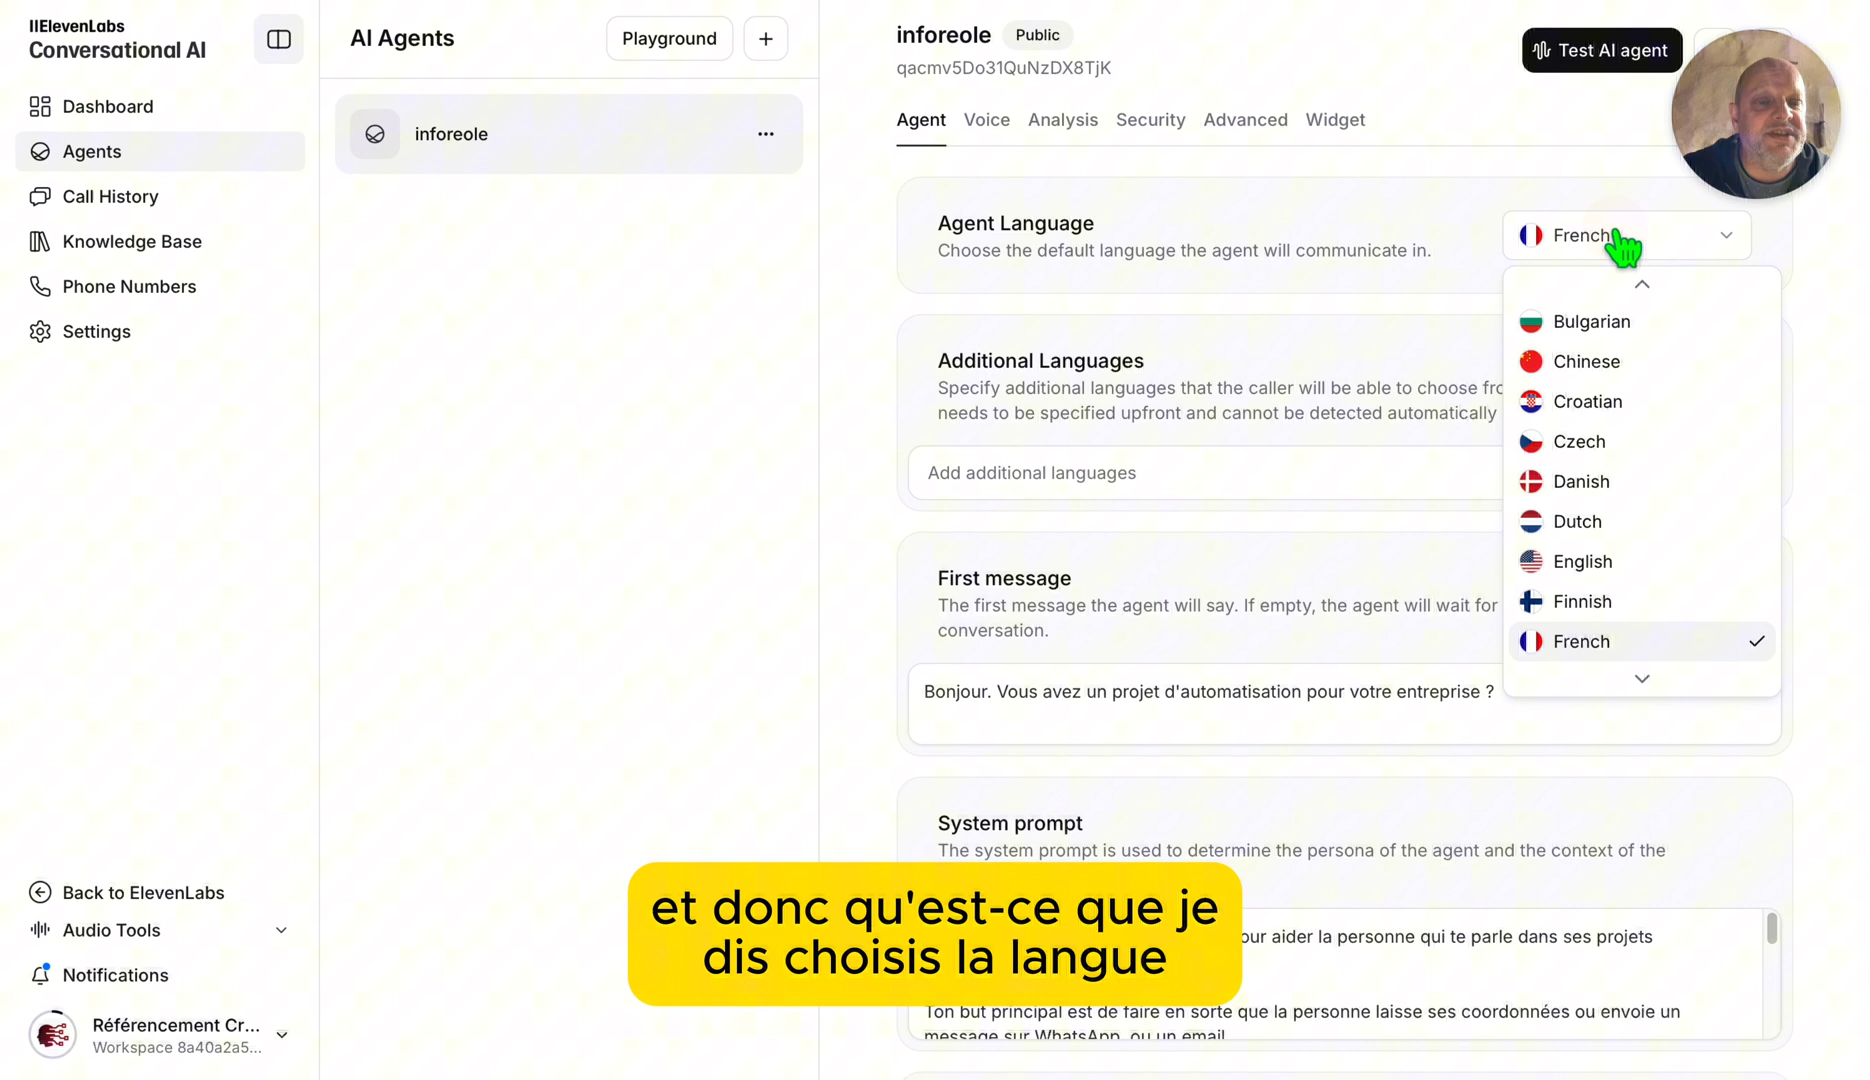 IIElevenLabs
Conversational AI
Dashboard
Agents
Call History
Knowledge Base
Phone Numbers
Settings
Back to ElevenLabs
Audio Tools
Notifications
Référencement Cr...
Workspace 8a40a2a5...
AI Agents
Playground
+
inforeole
...
inforeole
Public
qacmv5Do31QuNzDX8TjK
Test AI agent
Agent Voice Analysis Security Advanced Widget
Agent Language
Choose the default language the agent will communicate in.
French
Bulgarian
Chinese
Croatian
Czech
Danish
Dutch
English
Finnish
French
Additional Languages
Specify additional languages that the caller will be able to choose
needs to be specified upfront and cannot be detected automatically
Add additional languages
First message
The first message the agent will say. If empty, the agent will wait for
conversation.
Bonjour. Vous avez un projet d'automatisation pour votre entreprise ?
System prompt
The system prompt is used to determine the persona of the agent and the context of the
aider la personne qui te parle dans ses projets
Ton but principal est de faire en sorte que la personne laisse ses coordonnées ou envoie un
message sur WhatsApp, ou un email
et donc qu'est-ce que je
dis choisis la langue